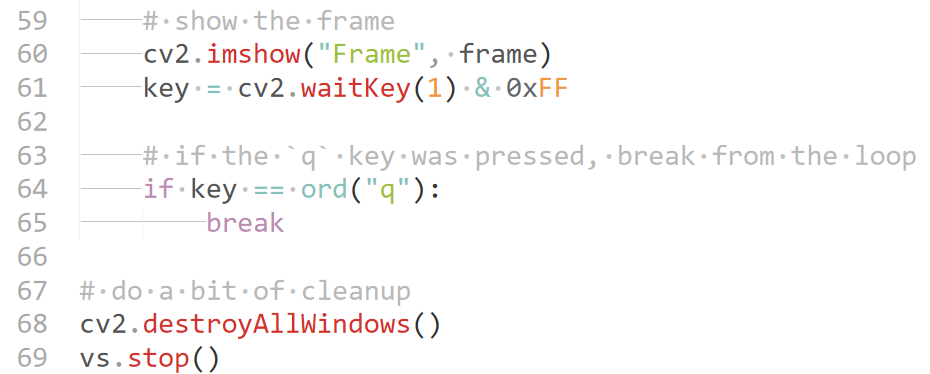 59 # show the frame
60 cv2.imshow("Frame", frame)
61 key = cv2.waitKey(1) & 0xFF
62
63 # if the `q` key was pressed, break from the loop
64 if key == ord("q"):
65 break
66
67 # do a bit of cleanup
68 cv2.destroyAllWindows()
69 vs.stop()